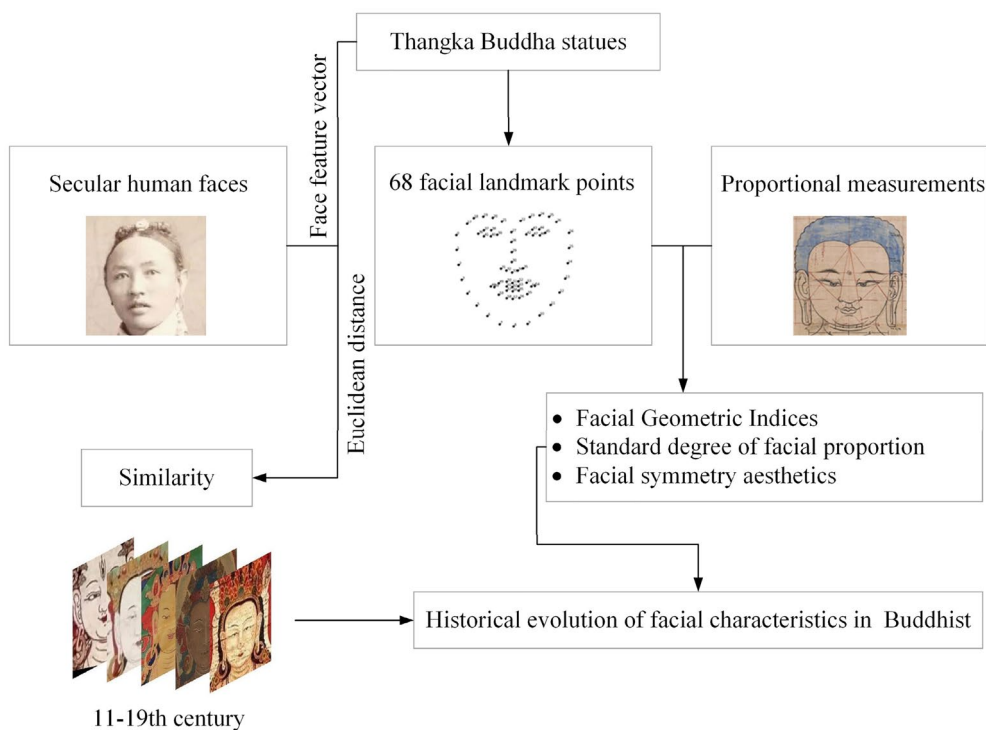 Thangka Buddha statues
Face feature vector
Secular human faces
68 facial landmark points
Proportional measurements
Euclidean distance
• Facial Geometric Indices
• Standard degree of facial proportion
• Facial symmetry aesthetics
Similarity
Historical evolution of facial characteristics in Buddhist
11-19th century